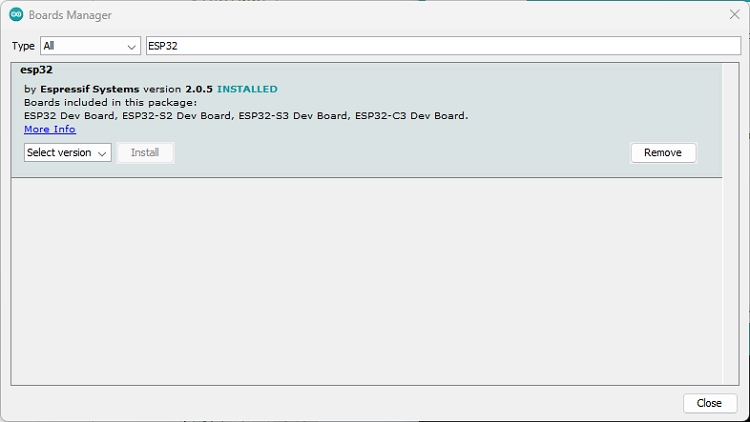 Boards Manager
Type All ESP32
esp32
by Espressif Systems version 2.0.5 INSTALLED
Boards included in this package:
ESP32 Dev Board, ESP32-S2 Dev Board, ESP32-S3 Dev Board, ESP32-C3 Dev Board.
More Info
Select version Install Remove
Close